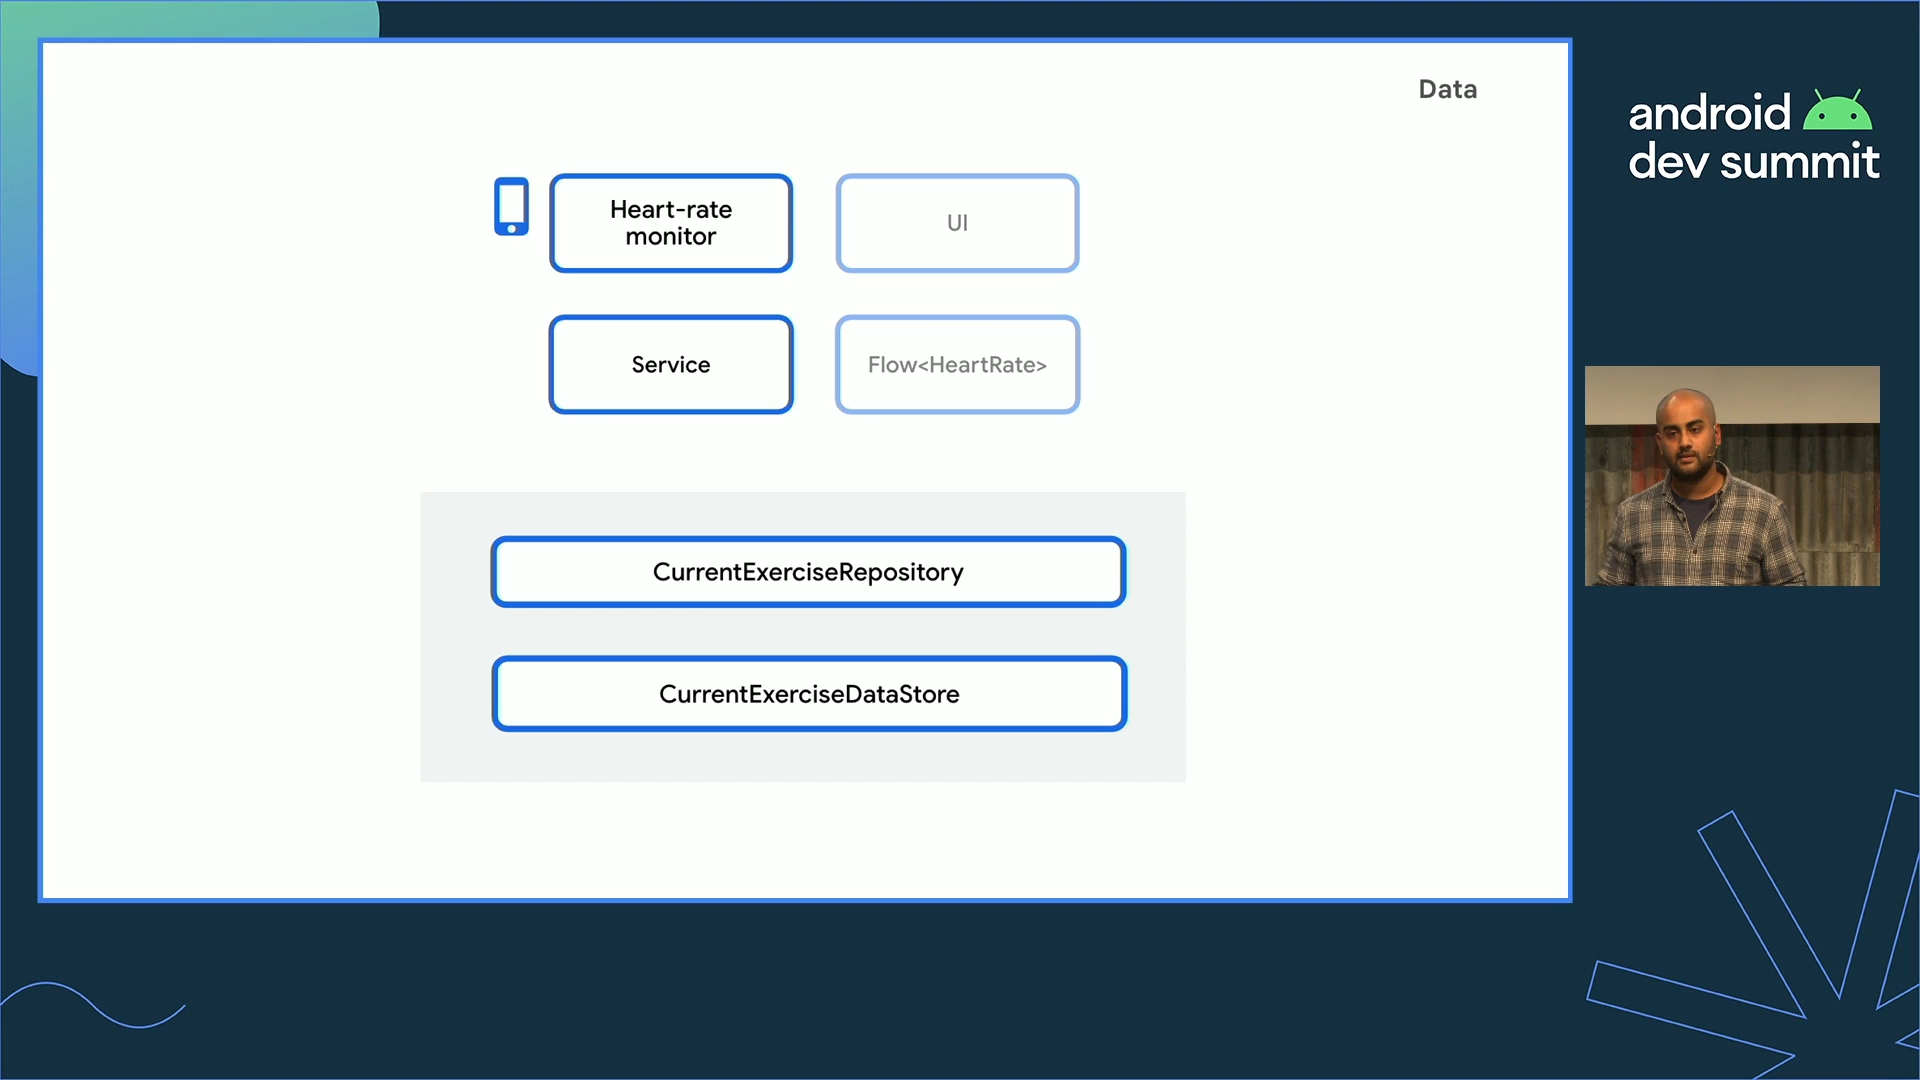 Data
android
dev summit
Heart-rate
monitor
UI
Service
Flow<HeartRate>
CurrentExerciseRepository
CurrentExerciseDataStore